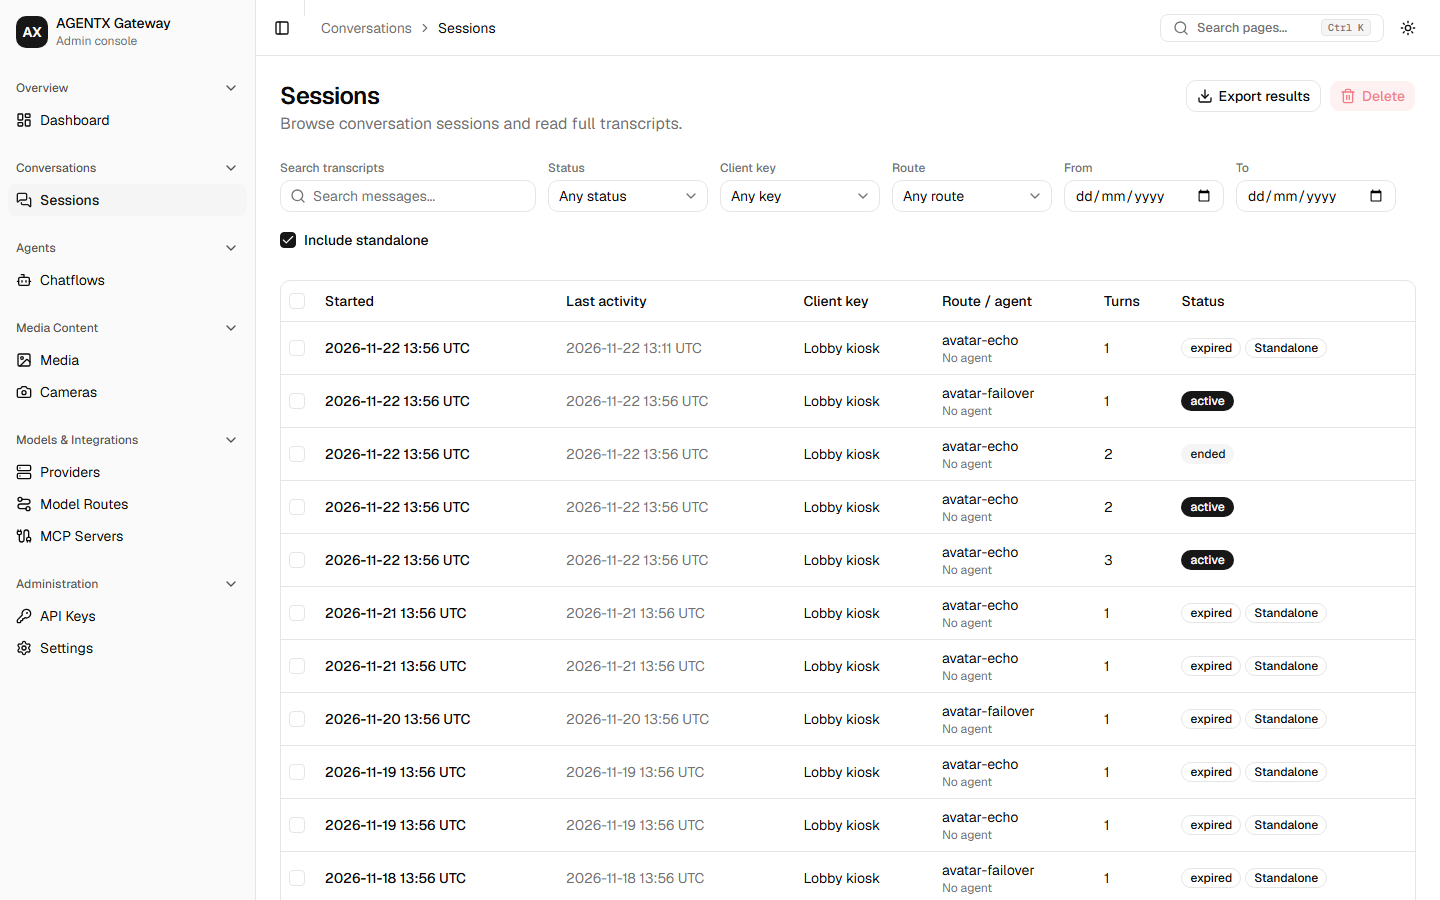 AX
AGENTX Gateway
Admin console
Overview
Dashboard
Conversations
Sessions
Agents
Chatflows
Media Content
Media
Cameras
Models & Integrations
Providers
Model Routes
MCP Servers
Administration
API Keys
Settings
Conversations > Sessions
Search pages... Ctrl K
Sessions
Browse conversation sessions and read full transcripts.
Export results
Delete
Search transcripts Status Client key Route From To
Search messages... Any status Any key Any route dd/mm/yyyy dd/mm/yyyy
Include standalone
Started Last activity Client key Route / agent Turns Status
2026-11-22 13:56 UTC 2026-11-22 13:11 UTC Lobby kiosk avatar-echo 1 expired Standalone
No agent
2026-11-22 13:56 UTC 2026-11-22 13:56 UTC Lobby kiosk avatar-failover 1 active
No agent
2026-11-22 13:56 UTC 2026-11-22 13:56 UTC Lobby kiosk avatar-echo 2 ended
No agent
2026-11-22 13:56 UTC 2026-11-22 13:56 UTC Lobby kiosk avatar-echo 2 active
No agent
2026-11-22 13:56 UTC 2026-11-22 13:56 UTC Lobby kiosk avatar-echo 3 active
No agent
2026-11-21 13:56 UTC 2026-11-21 13:56 UTC Lobby kiosk avatar-echo 1 expired Standalone
No agent
2026-11-21 13:56 UTC 2026-11-21 13:56 UTC Lobby kiosk avatar-echo 1 expired Standalone
No agent
2026-11-20 13:56 UTC 2026-11-20 13:56 UTC Lobby kiosk avatar-failover 1 expired Standalone
No agent
2026-11-19 13:56 UTC 2026-11-19 13:56 UTC Lobby kiosk avatar-echo 1 expired Standalone
No agent
2026-11-19 13:56 UTC 2026-11-19 13:56 UTC Lobby kiosk avatar-echo 1 expired Standalone
No agent
2026-11-18 13:56 UTC 2026-11-18 13:56 UTC Lobby kiosk avatar-failover 1 expired Standalone
No agent